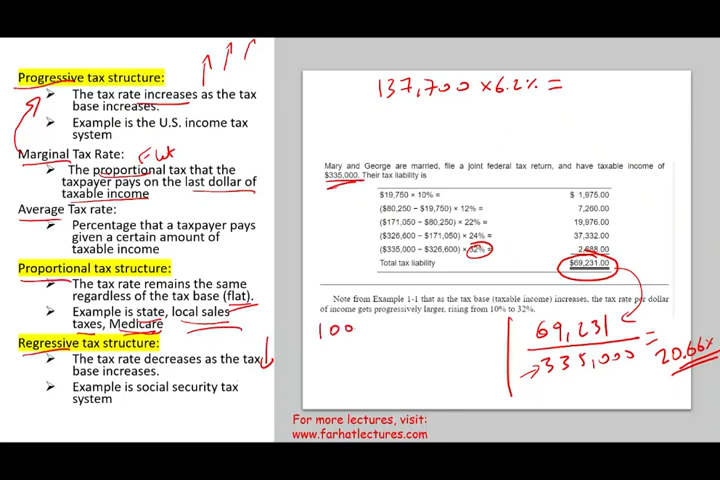 Progressive tax structure:
The tax rate increases as the tax
base increases.
Example is the U.S. income tax
system
Marginal Tax Rate:
Flat
The proportional tax that the
taxpayer pays on the last dollar of
taxable income
Average Tax rate:
Percentage that a taxpayer pays
given a certain amount of
taxable income
Proportional tax structure:
The tax rate remains the same
regardless of the tax base (flat).
Example is state, local sales
taxes, Medicare
Regressive tax structure:
The tax rate decreases as the tax
base increases.
Example is social security tax
system
137,700 × 6.2% =
Mary and George are married, file a joint federal tax return, and have taxable income of
$335,000. Their tax liability is
$19,750 × 10% = $ 1,975.00
($80,250 − $19,750) × 12% = 7,260.00
($171,050 − $80,250) × 22% = 19,976.00
($326,600 − $171,050) × 24% = 37,332.00
($335,000 − $326,600) × 32% = 2,688.00
Total tax liability $69,231.00
Note from Example 1-1 that as the tax base (taxable income) increases, the tax rate per dollar
of income gets progressively larger, rising from 10% to 32%.
100
69,231
335,000
= 20.66%
For more lectures, visit:
www.farhatlectures.com